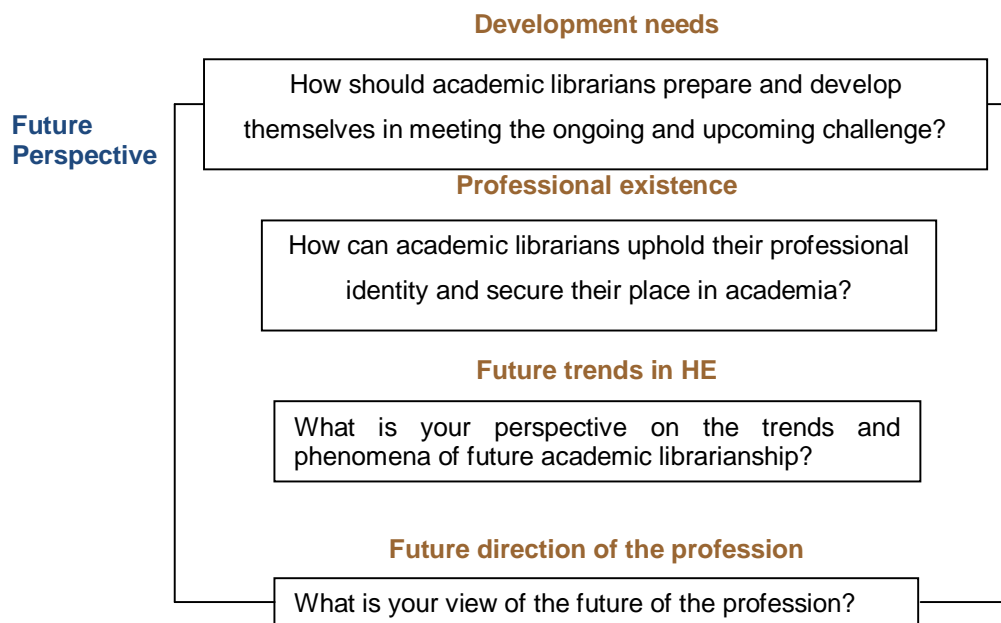 Development needs
How should academic librarians prepare and develop
themselves in meeting the ongoing and upcoming challenge?
Future
Perspective
Professional existence
How can academic librarians uphold their professional
identity and secure their place in academia?
Future trends in HE
What is your perspective on the trends and
phenomena of future academic librarianship?
Future direction of the profession
What is your view of the future of the profession?